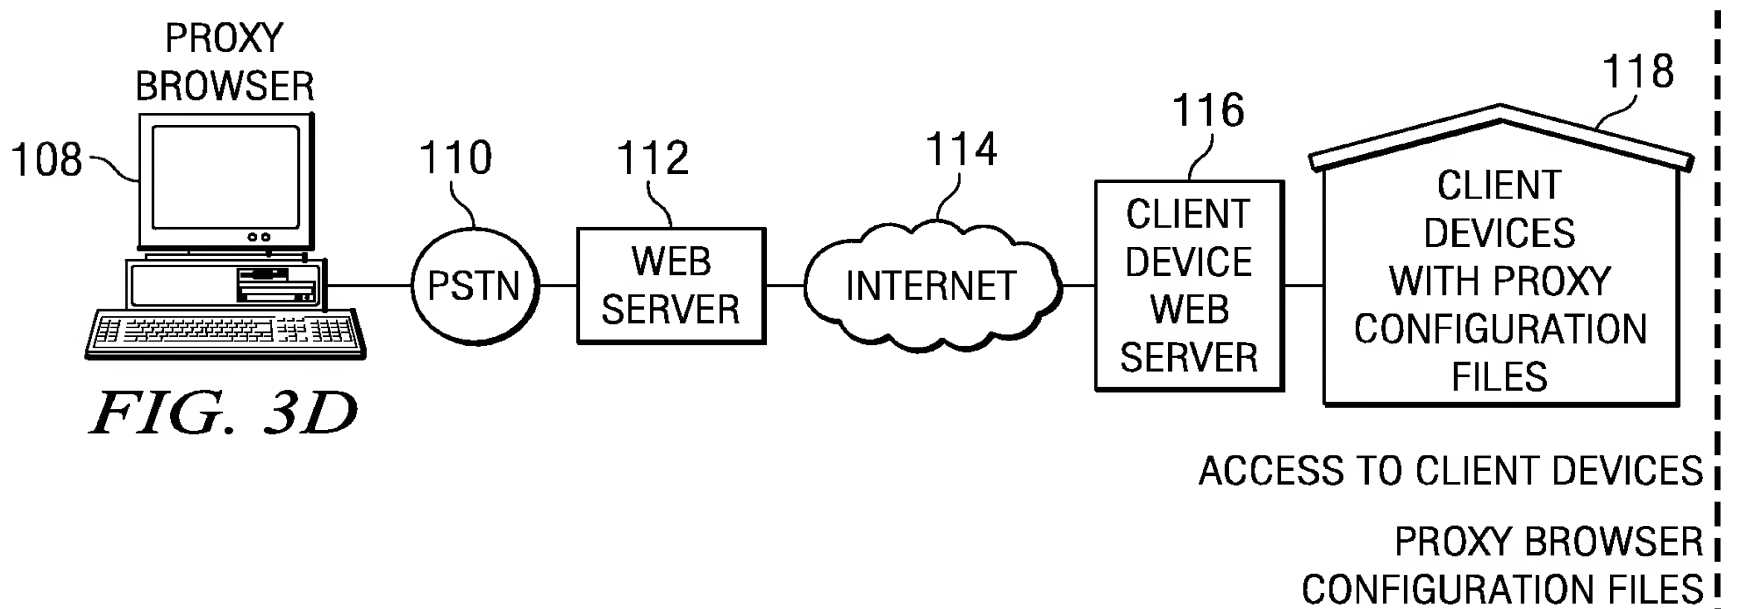 PROXY
BROWSER
108
110
112
114
116
118
PSTN
WEB
SERVER
INTERNET
CLIENT
DEVICE
WEB
SERVER
CLIENT
DEVICES
WITH PROXY
CONFIGURATION
FILES
FIG. 3D
ACCESS TO CLIENT DEVICES
PROXY BROWSER
CONFIGURATION FILES